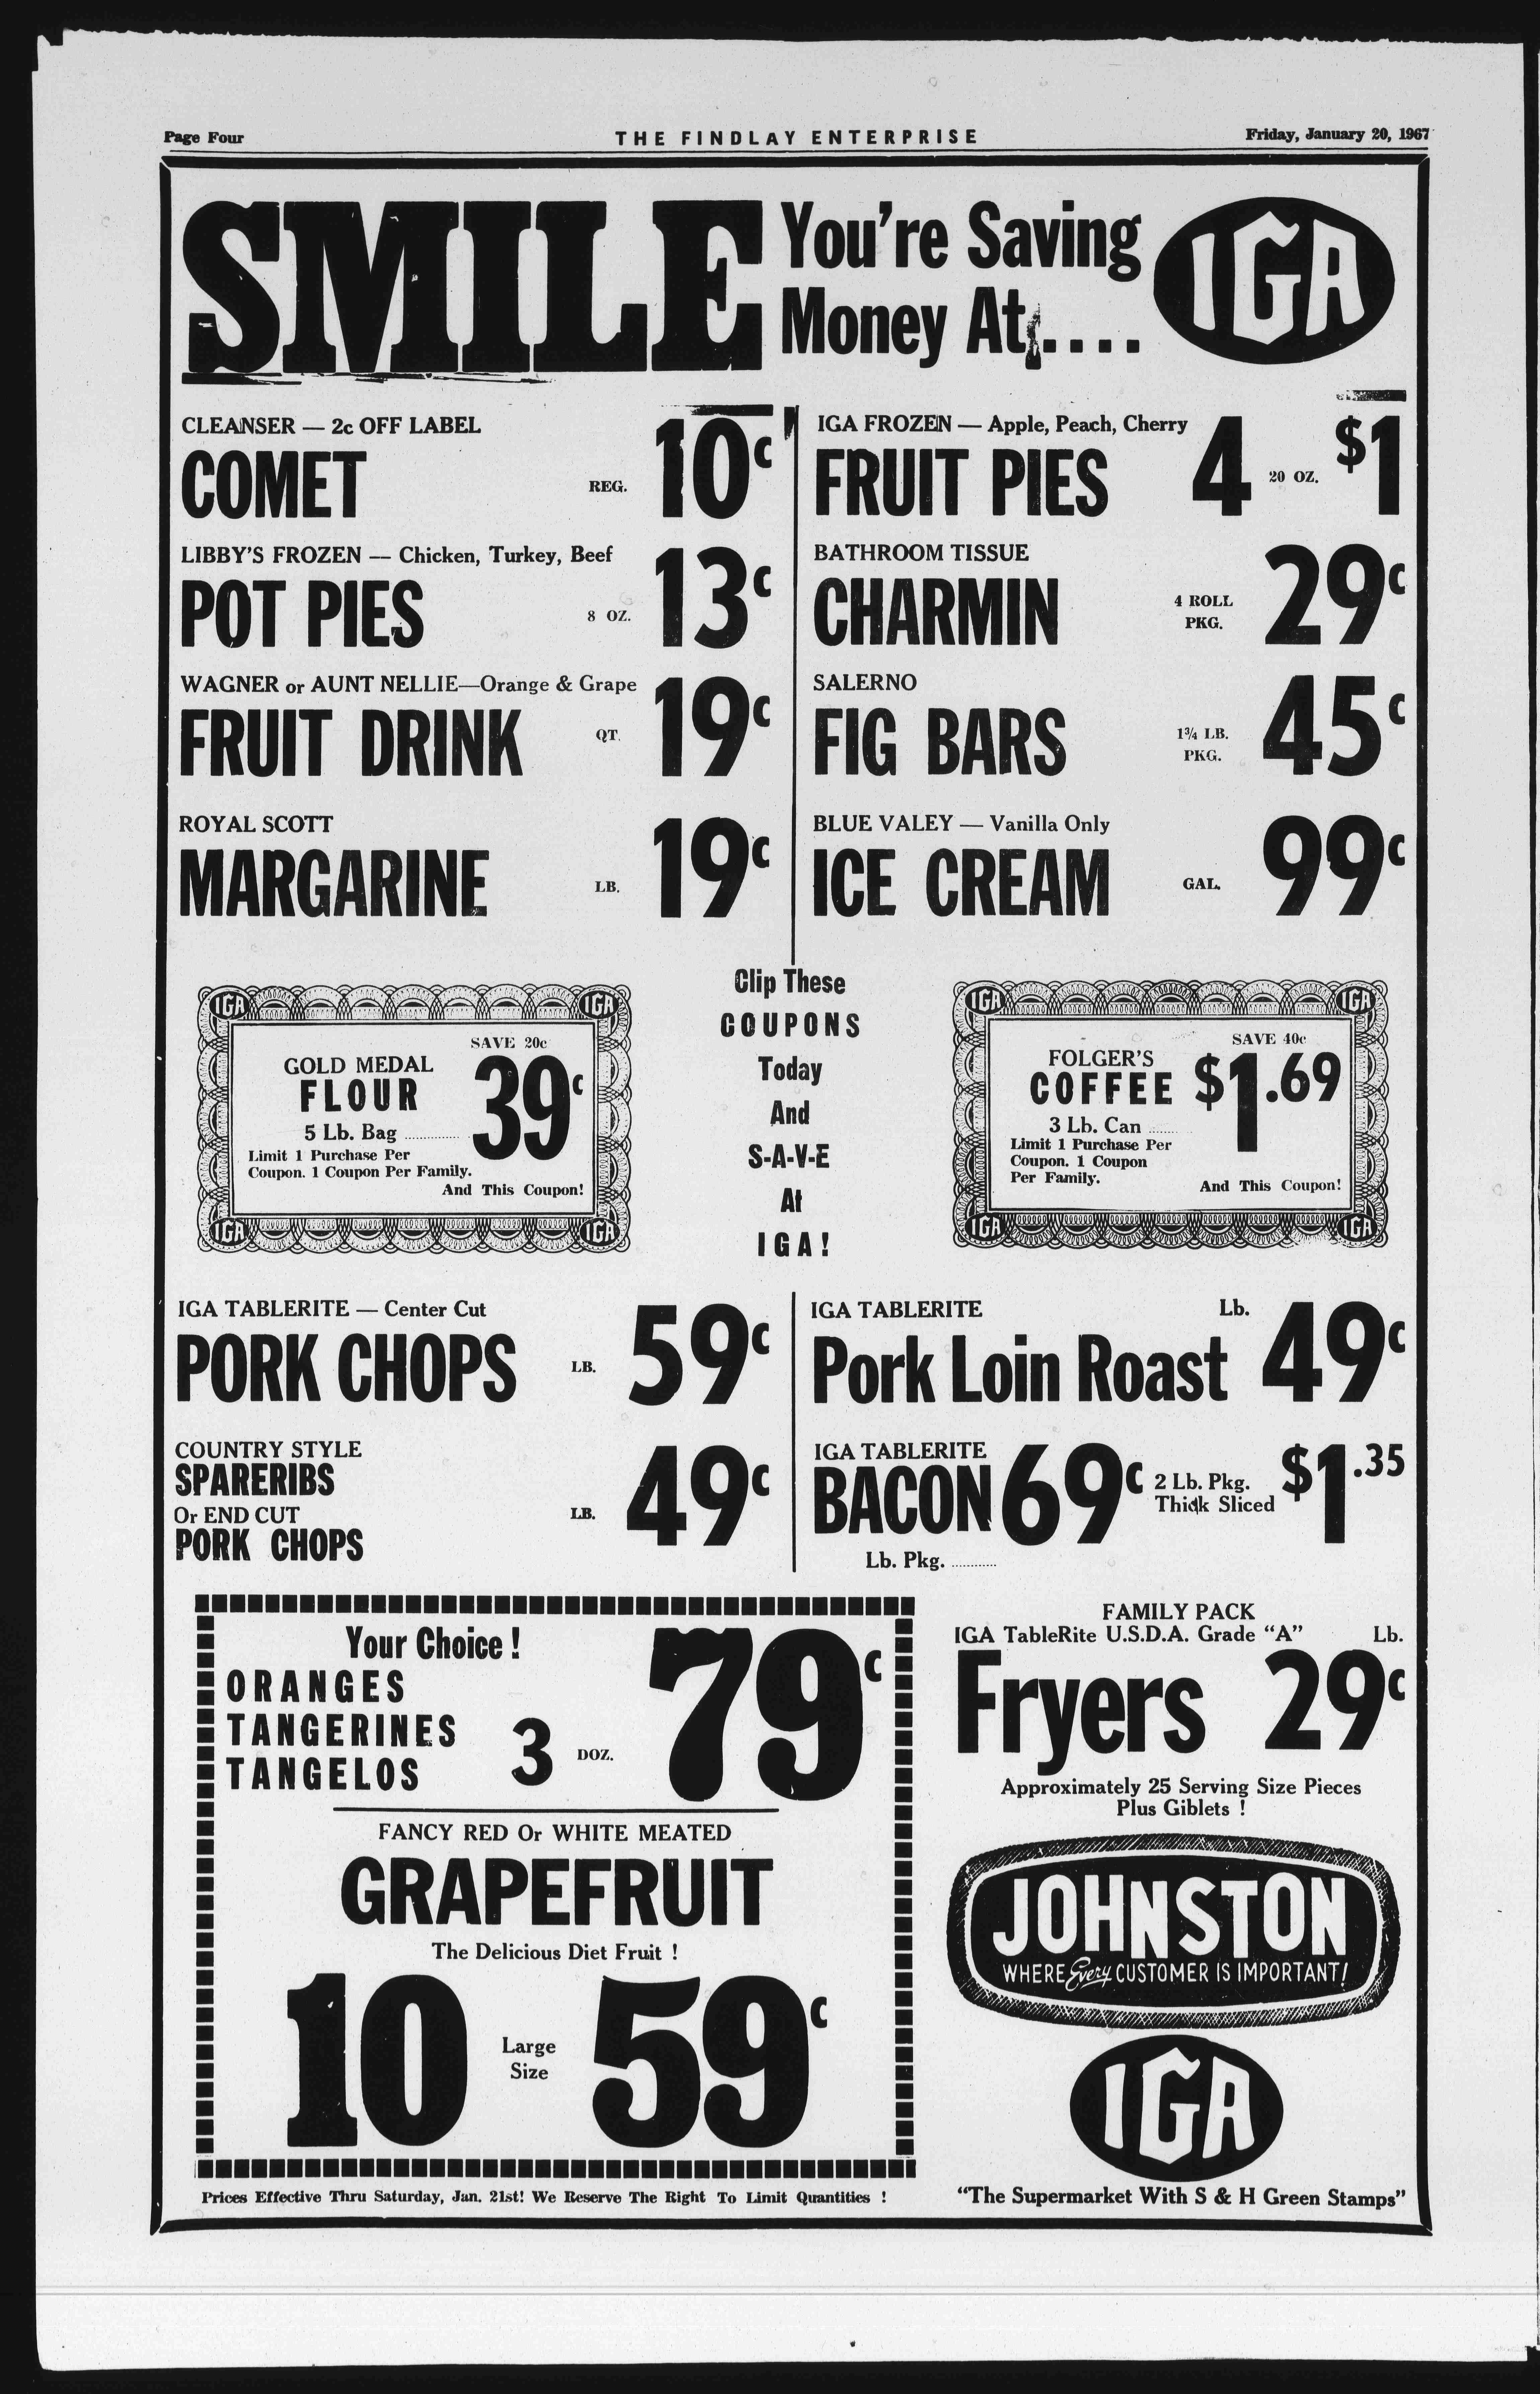 Page Four
THE FINDLAY ENTERPRISE
Friday, January 20, 1967
SMILE
You're Saving
Money At....
IGA
CLEANSER — 2c OFF LABEL
COMET
REG.
10c
LIBBY'S FROZEN — Chicken, Turkey, Beef
POT PIES
8 OZ.
13c
WAGNER or AUNT NELLIE—Orange & Grape
FRUIT DRINK
QT.
19c
ROYAL SCOTT
MARGARINE
LB.
19c
IGA FROZEN — Apple, Peach, Cherry
FRUIT PIES
4
20 OZ.
$1
BATHROOM TISSUE
CHARMIN
4 ROLL
PKG.
29c
SALERNO
FIG BARS
1¾ LB.
PKG.
45c
BLUE VALEY — Vanilla Only
ICE CREAM
GAL.
99c
IGA
IGA
SAVE 20c
GOLD MEDAL
FLOUR
39c
5 Lb. Bag ..............
Limit 1 Purchase Per
Coupon. 1 Coupon Per Family.
And This Coupon!
IGA
IGA
Clip These
COUPONS
Today
And
S-A-V-E
At
IGA!
IGA
IGA
SAVE 40c
FOLGER'S
COFFEE
$1.69
3 Lb. Can ........
Limit 1 Purchase Per
Coupon. 1 Coupon
Per Family.
And This Coupon!
IGA
IGA
IGA TABLERITE — Center Cut
PORK CHOPS
LB.
59c
COUNTRY STYLE
SPARERIBS
Or END CUT
PORK CHOPS
LB.
49c
IGA TABLERITE
Pork Loin Roast
Lb.
49c
IGA TABLERITE
BACON
69c
Lb. Pkg. ............
2 Lb. Pkg.
Thick Sliced
$1.35
Your Choice !
ORANGES
TANGERINES
TANGELOS
3
DOZ.
79c
FANCY RED Or WHITE MEATED
GRAPEFRUIT
The Delicious Diet Fruit !
10
Large
Size
59c
FAMILY PACK
IGA TableRite U.S.D.A. Grade "A"
Lb.
Fryers
29c
Approximately 25 Serving Size Pieces
Plus Giblets !
JOHNSTON
WHERE Every CUSTOMER IS IMPORTANT!
IGA
Prices Effective Thru Saturday, Jan. 21st! We Reserve The Right To Limit Quantities !
"The Supermarket With S & H Green Stamps"